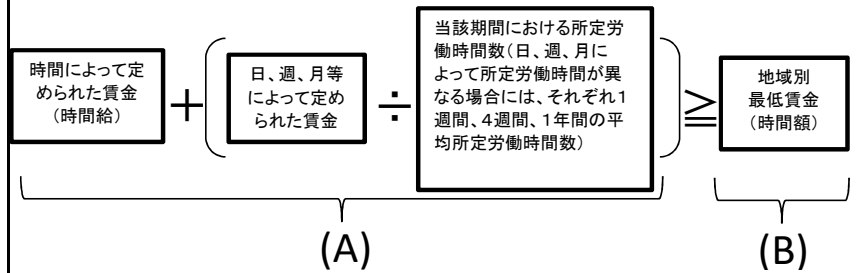 時間によって定
められた賃金
(時間給)
+
日、週、月等
によって定め
られた賃金
÷
当該期間における所定労
働時間数(日、週、月に
よって所定労働時間が異
なる場合には、それぞれ1
週間、4週間、1年間の平
均所定労働時間数)
≧
地域別
最低賃金
(時間額)
(A)
(B)